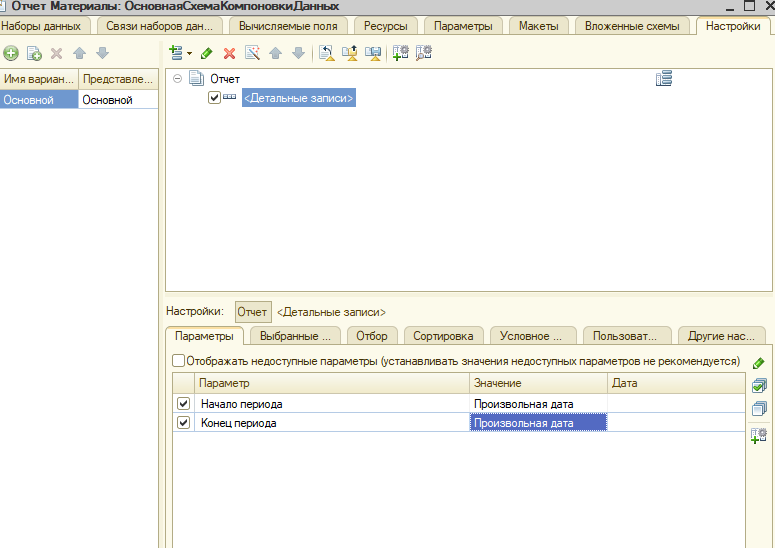 Отчет Материалы: ОсновнаяСхемаКомпоновкиДанных
Наборы данных Связи наборов дан... Вычисляемые поля Ресурсы Параметры Макеты Вложенные схемы Настройки
Имя вариан... Представле...
Основной Основной
Отчет
<Детальные записи>
Настройки: Отчет <Детальные записи>
Параметры Выбранные ... Отбор Сортировка Условное ... Пользоват... Другие нас...
Отображать недоступные параметры (устанавливать значения недоступных параметров не рекомендуется)
Параметр Значение Дата
Начало периода Произвольная дата
Конец периода Произвольная дата